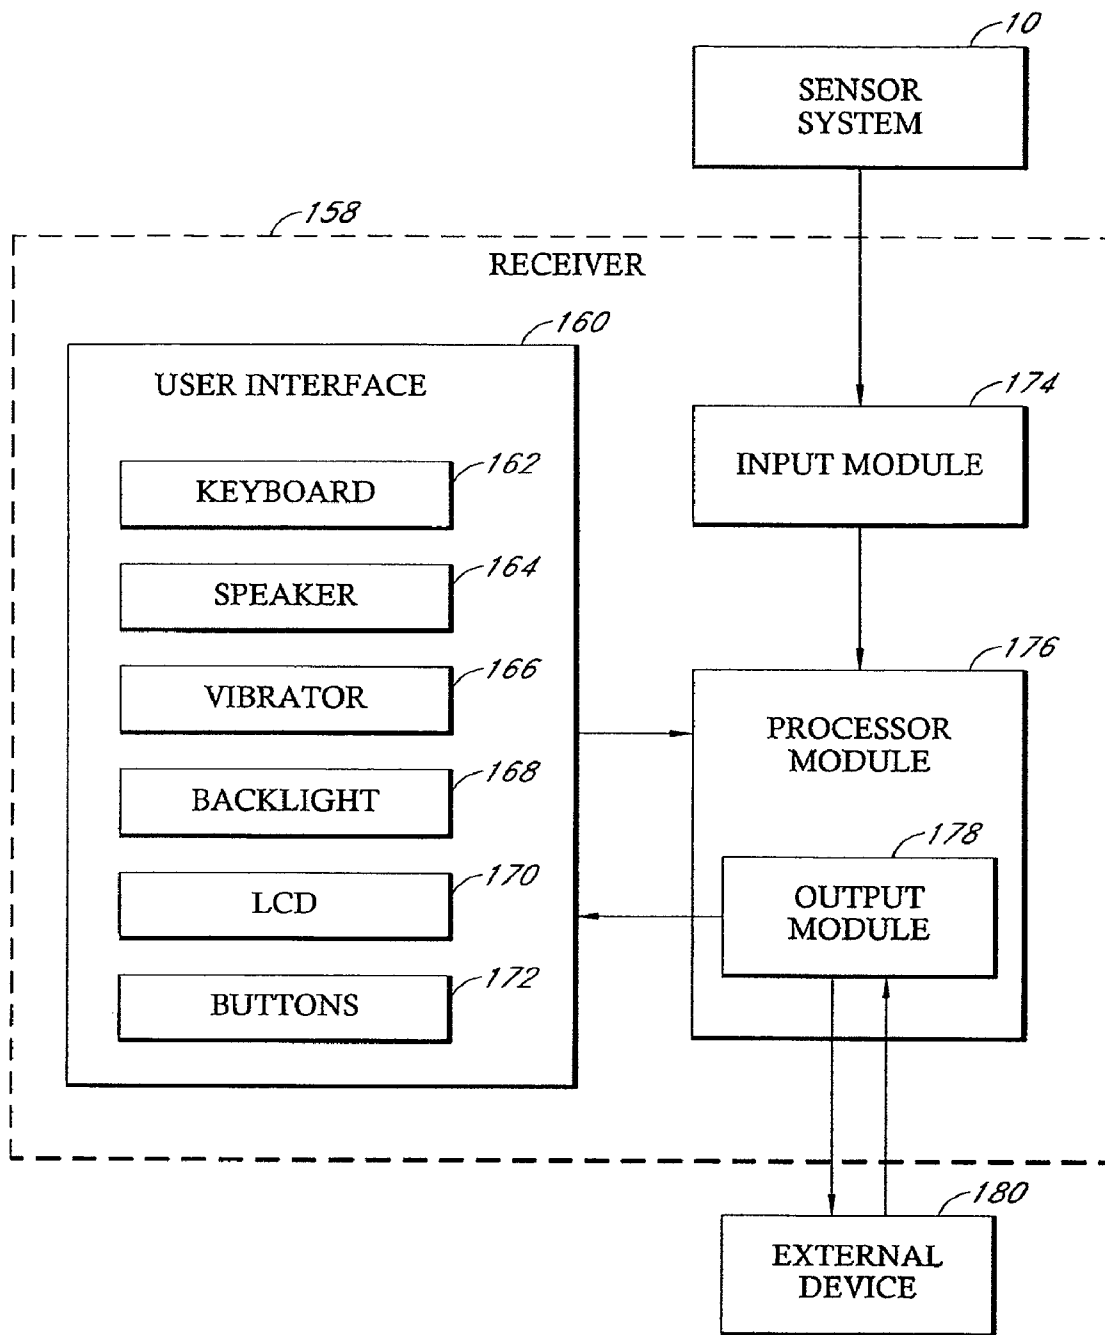 10
SENSOR
SYSTEM
158
RECEIVER
160
USER INTERFACE
174
INPUT MODULE
162
KEYBOARD
164
SPEAKER
166
VIBRATOR
168
BACKLIGHT
170
LCD
172
BUTTONS
176
PROCESSOR
MODULE
178
OUTPUT
MODULE
180
EXTERNAL
DEVICE